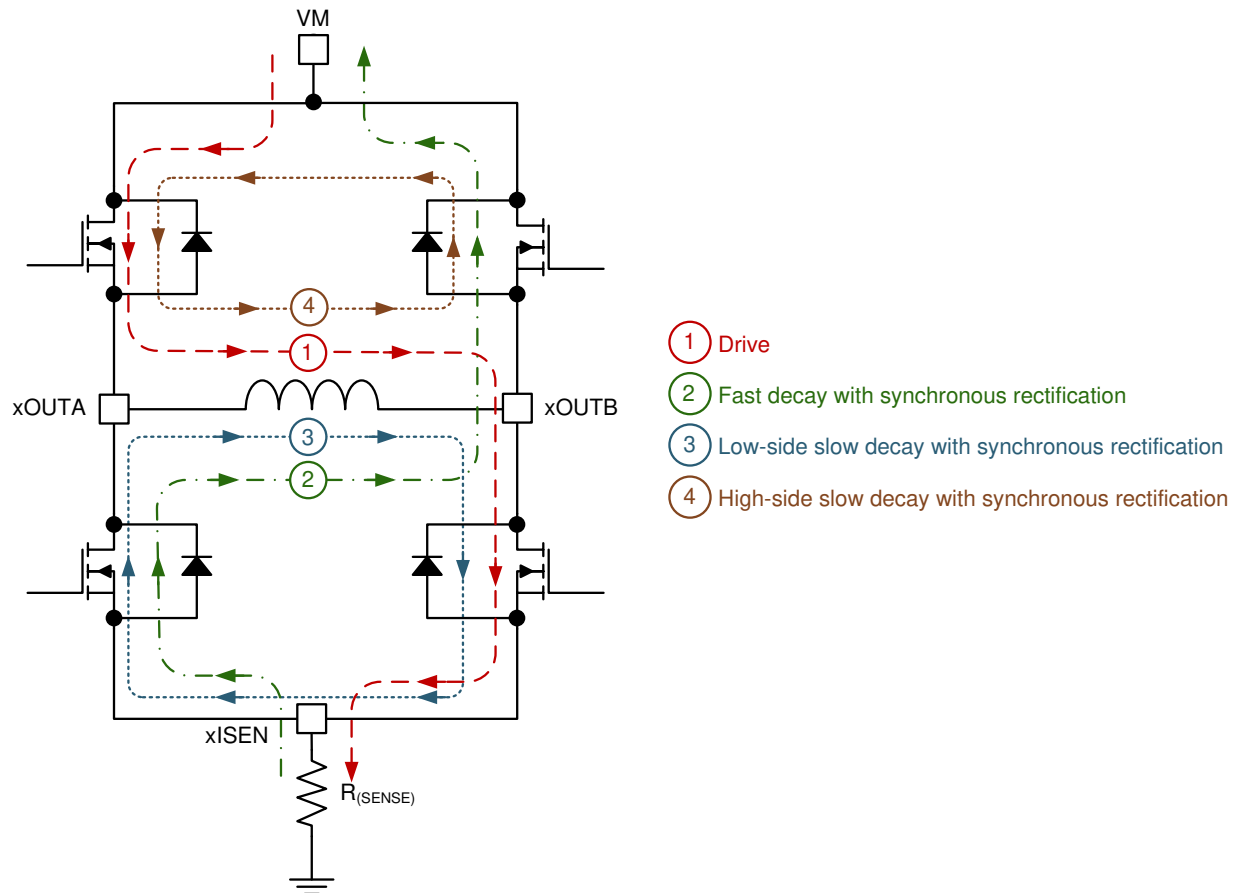 VM
4
1
xOUTA
xOUTB
3
2
xISEN
R(SENSE)
1 Drive
2 Fast decay with synchronous rectification
3 Low-side slow decay with synchronous rectification
4 High-side slow decay with synchronous rectification